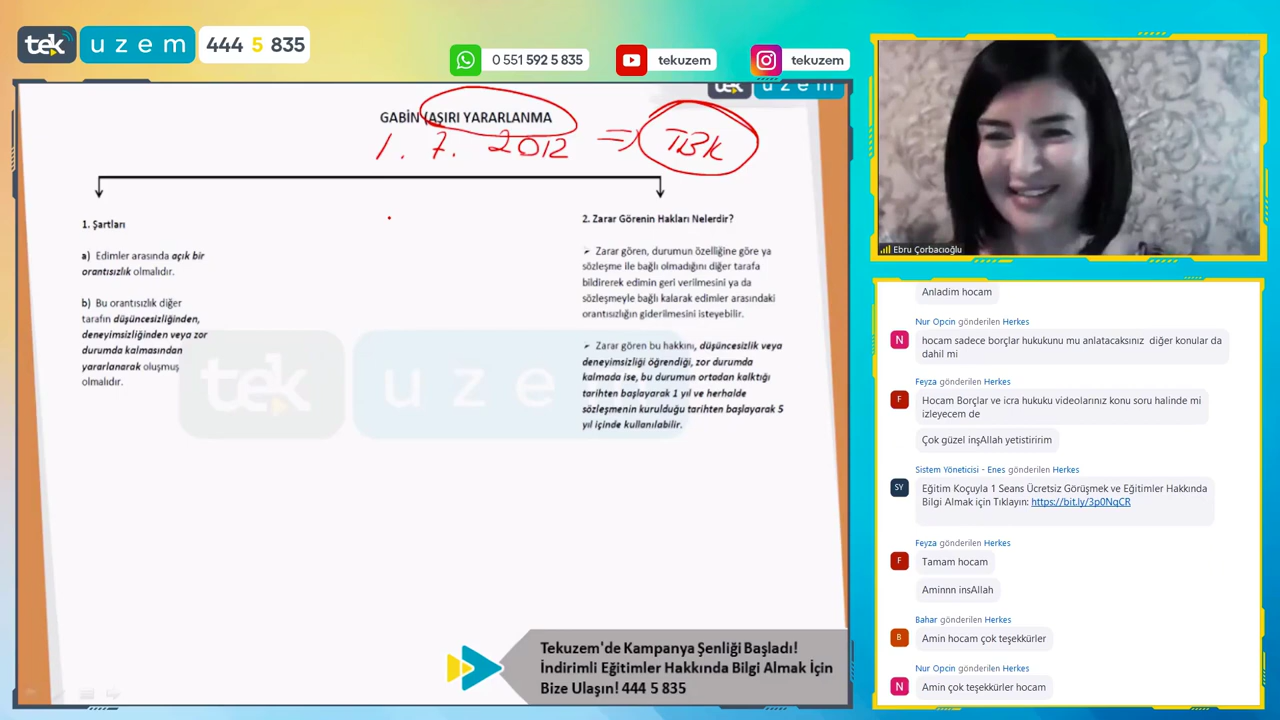 tek
uzem
444 5 835
0 551 592 5 835
tekuzem
tekuzem
tek
uzem
GABİN (AŞIRI YARARLANMA
1. 7. 2012 ⇒ TBK
1. Şartları
a) Edimler arasında açık bir
orantısızlık olmalıdır.
b) Bu orantısızlık diğer
tarafın düşüncesizliğinden,
deneyimsizliğinden veya zor
durumda kalmasından
yararlanarak oluşmuş
olmalıdır.
2. Zarar Görenin Hakları Nelerdir?
➢ Zarar gören, durumun özelliğine göre ya
sözleşme ile bağlı olmadığını diğer tarafa
bildirerek edimin geri verilmesini ya da
sözleşmeyle bağlı kalarak edimler arasındaki
orantısızlığın giderilmesini isteyebilir.
➢ Zarar gören bu hakkını, düşüncesizlik veya
deneyimsizliği öğrendiği, zor durumda
kalmada ise, bu durumun ortadan kalktığı
tarihten başlayarak 1 yıl ve herhalde
sözleşmenin kurulduğu tarihten başlayarak 5
yıl içinde kullanılabilir.
tek
uze
Tekuzem'de Kampanya Şenliği Başladı!
İndirimli Eğitimler Hakkında Bilgi Almak İçin
Bize Ulaşın! 444 5 835
Ebru Çorbacıoğlu
Anladim hocam
Nur Opcin gönderilen Herkes
N
hocam sadece borçlar hukukunu mu anlatacaksınız diğer konular da
dahil mi
Feyza gönderilen Herkes
F
Hocam Borçlar ve icra hukuku videolarınız konu soru halinde mi
izleyecem de
Çok güzel inşAllah yetistiririm
Sistem Yöneticisi - Enes gönderilen Herkes
SY
Eğitim Koçuyla 1 Seans Ücretsiz Görüşmek ve Eğitimler Hakkında
Bilgi Almak için Tıklayın: https://bit.ly/3p0NqCR
Feyza gönderilen Herkes
F
Tamam hocam
Aminnn insAllah
Bahar gönderilen Herkes
B
Amin hocam çok teşekkürler
Nur Opcin gönderilen Herkes
N
Amin çok teşekkürler hocam